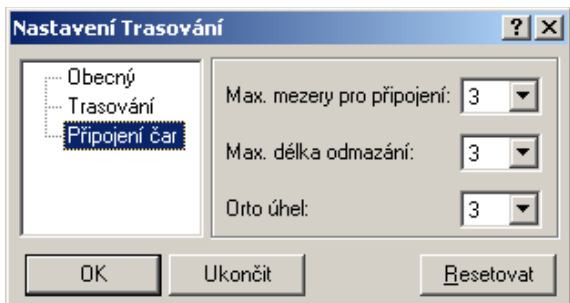 Nastavení Trasování
Obecný
Trasování
Připojení čar
Max. mezery pro připojení: 3
Max. délka odmazání: 3
Orto úhel: 3
OK Ukončit Resetovat